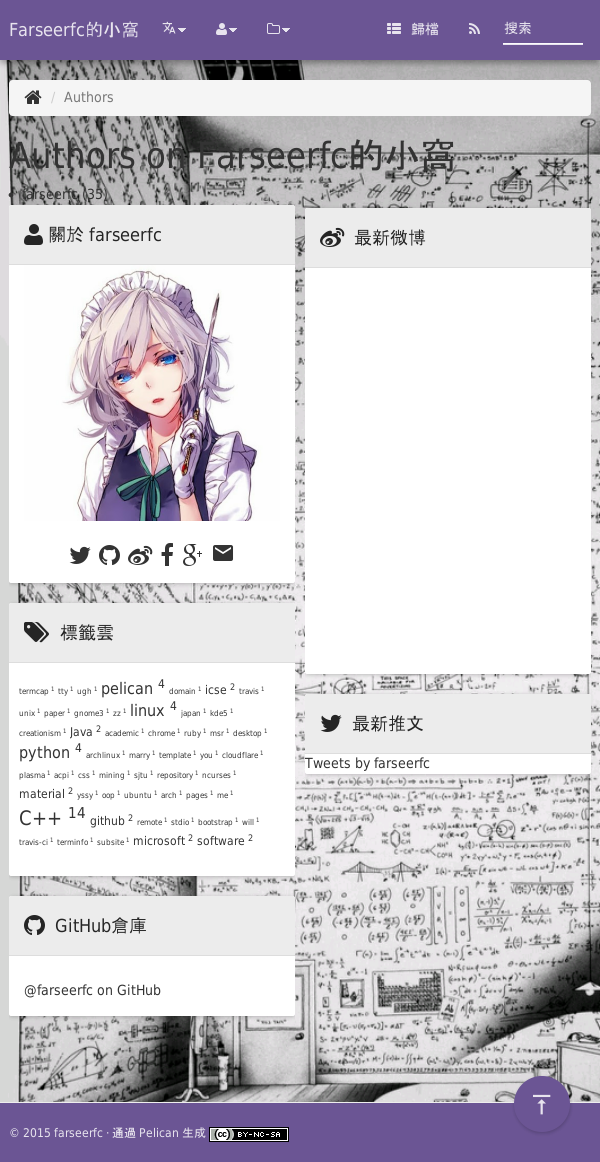 Farseerfc的小窩
歸檔
搜索
/ Authors
Authors on Farseerfc的小窩
farseerfc (35)
關於 farseerfc
標籤雲
termcap 1 tty 1 ugh 1 pelican 4 domain 1 icse 2 travis 1
unix 1 paper 1 gnome3 1 zz 1 linux 4 japan 1 kde5 1
creationism 1 Java 2 academic 1 chrome 1 ruby 1 msr 1 desktop 1
python 4 archlinux 1 marry 1 template 1 you 1 cloudflare 1
plasma 1 acpi 1 css 1 mining 1 sjtu 1 repository 1 ncurses 1
material 2 yssy 1 oop 1 ubuntu 1 arch 1 pages 1 me 1
C++ 14 github 2 remote 1 stdio 1 bootstrap 1 will 1
travis-ci 1 terminfo 1 subsite 1 microsoft 2 software 2
GitHub倉庫
@farseerfc on GitHub
最新微博
最新推文
Tweets by farseerfc
© 2015 farseerfc · 通過 Pelican 生成 cc BY-NC-SA